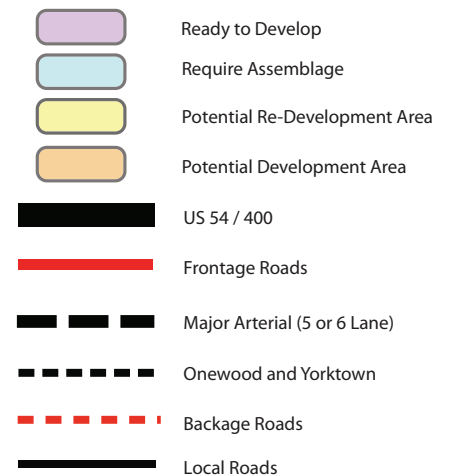 Ready to Develop
Require Assemblage
Potential Re-Development Area
Potential Development Area
US 54 / 400
Frontage Roads
Major Arterial (5 or 6 Lane)
Onewood and Yorktown
Backage Roads
Local Roads